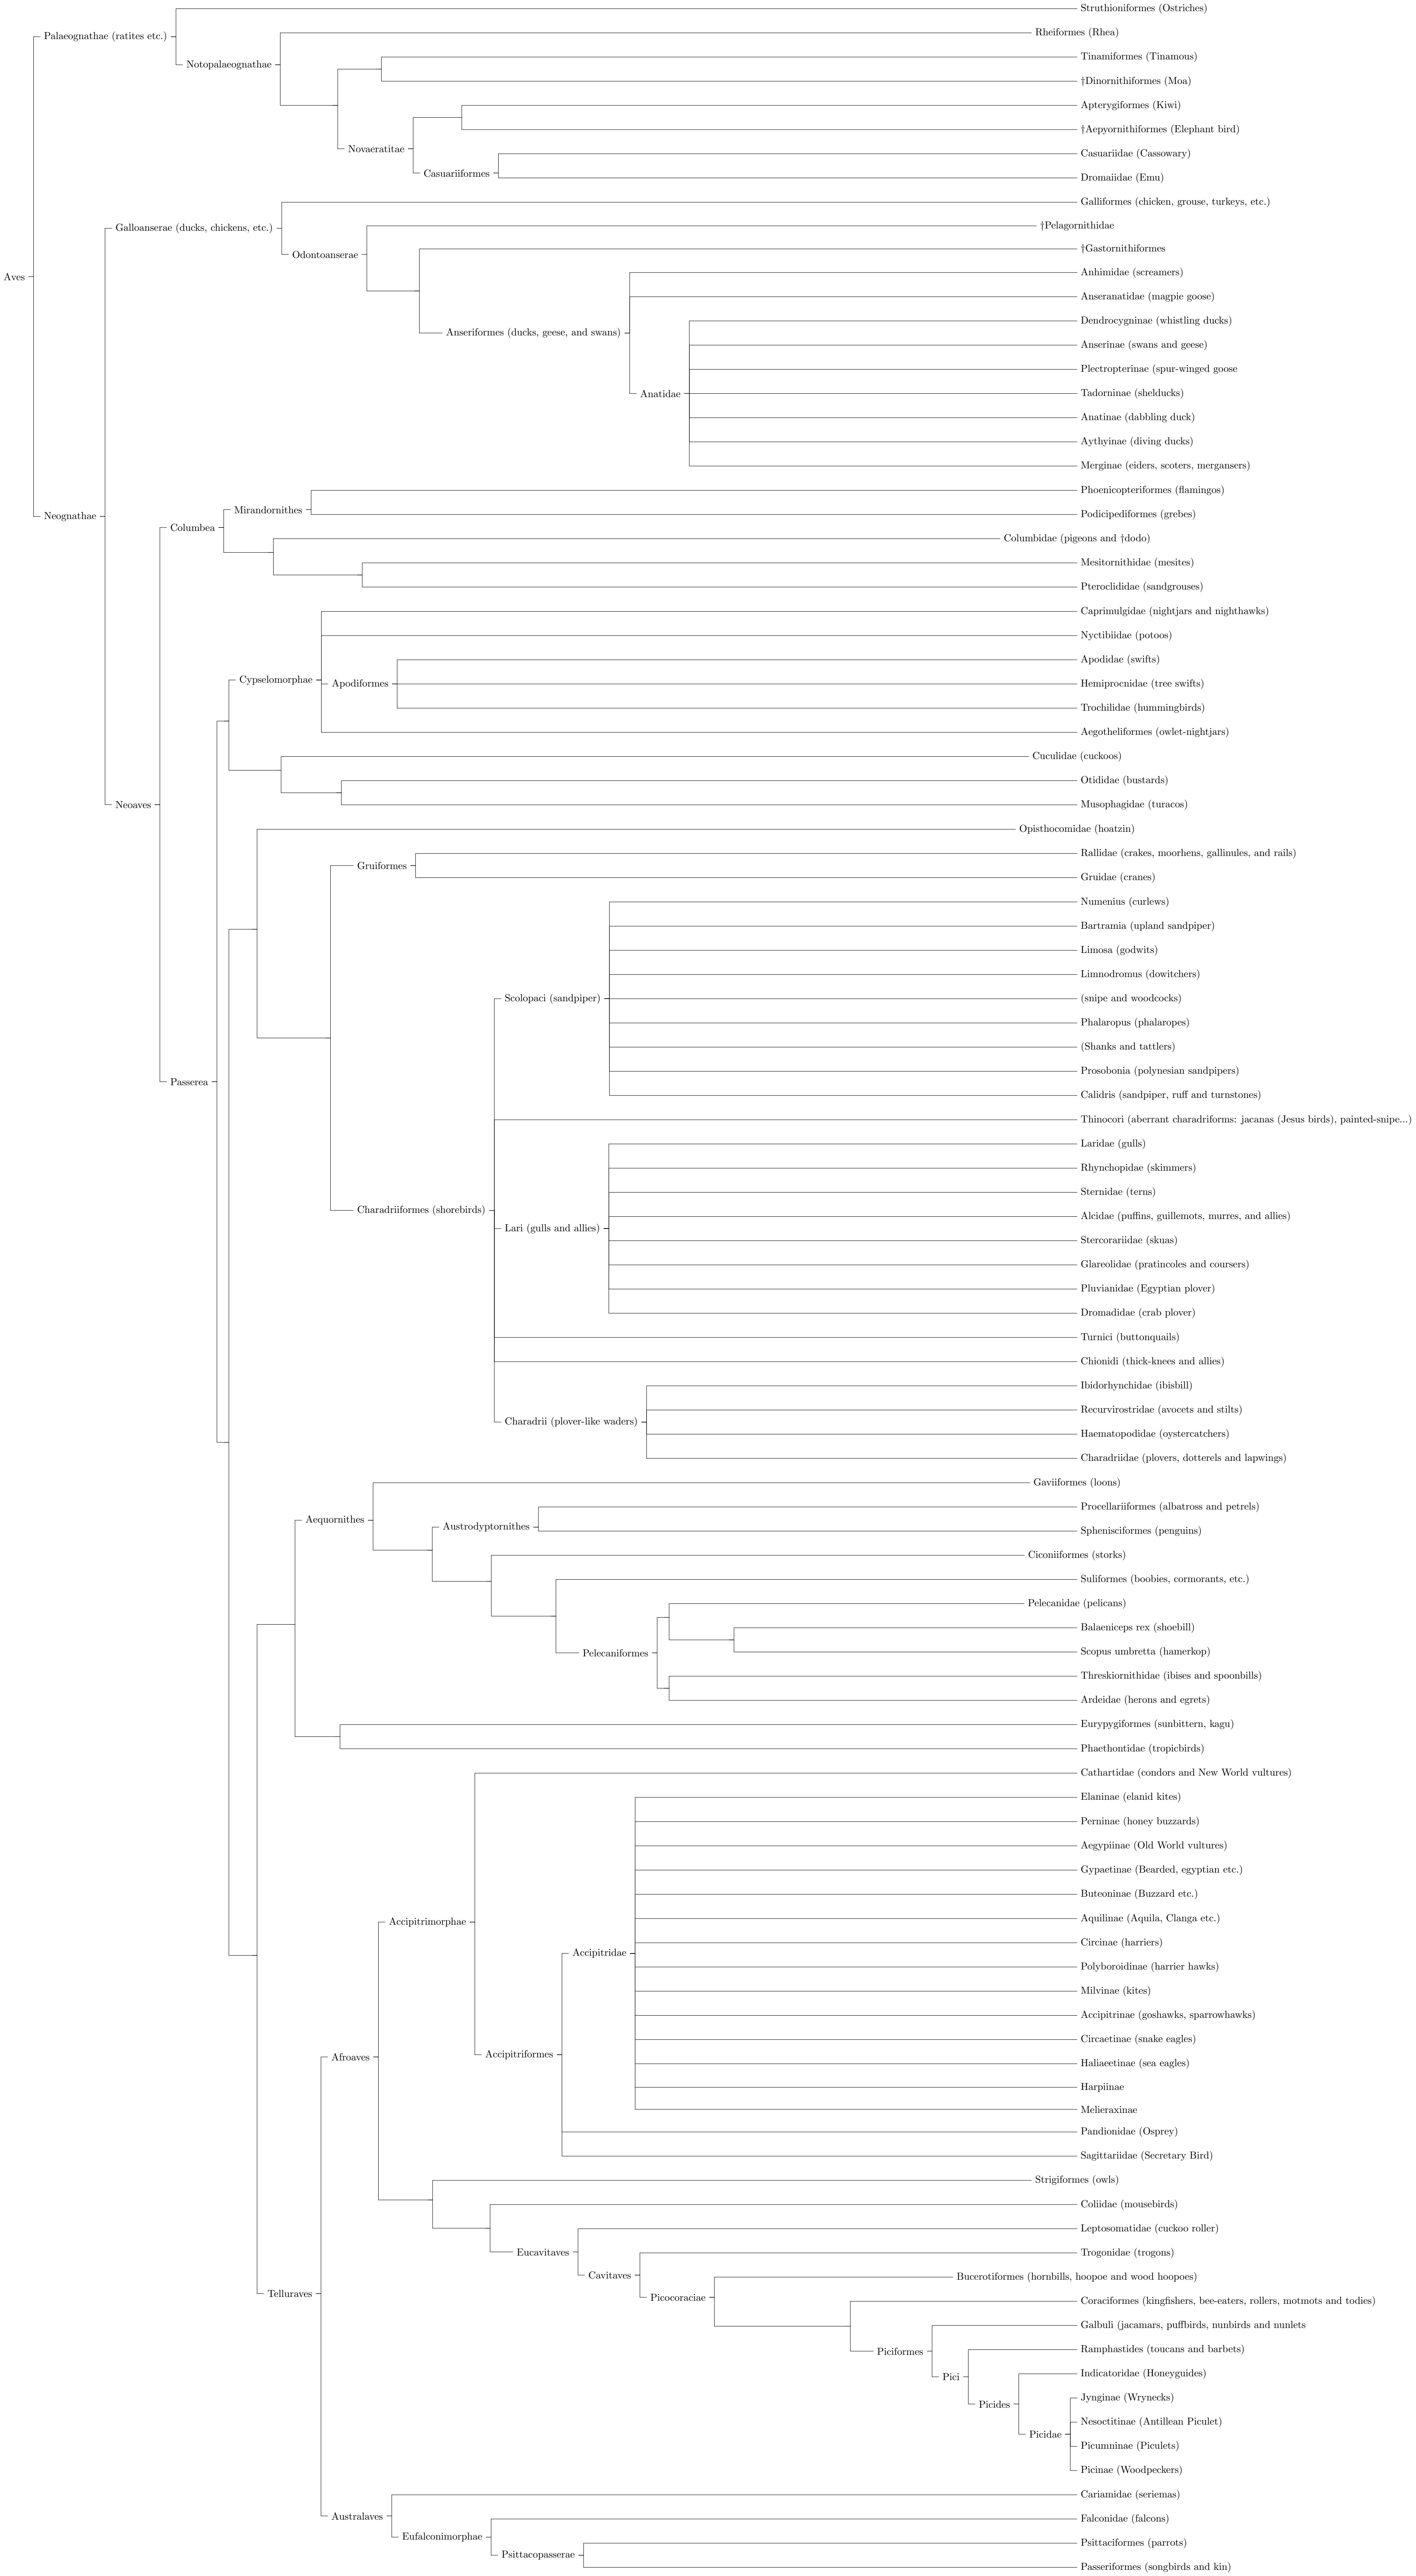 Struthioniformes (Ostriches)
Palaeognathae (ratites etc.)
Rheiformes (Rhea)
Notopalaeognathae
Tinamiformes (Tinamous)
†Dinornithiformes (Moa)
Apterygiformes (Kiwi)
†Aepyornithiformes (Elephant bird)
Novaeratitae
Casuariidae (Cassowary)
Casuariiformes
Dromaiidae (Emu)
Galliformes (chicken, grouse, turkeys, etc.)
Galloanserae (ducks, chickens, etc.)
†Pelagornithidae
Odontoanserae
†Gastornithiformes
Anhimidae (screamers)
Aves
Anseranatidae (magpie goose)
Dendrocygninae (whistling ducks)
Anseriformes (ducks, geese, and swans)
Anserinae (swans and geese)
Plectropterinae (spur-winged goose
Tadorninae (shelducks)
Anatidae
Anatinae (dabbling duck)
Aythyinae (diving ducks)
Merginae (eiders, scoters, mergansers)
Phoenicopteriformes (flamingos)
Mirandornithes
Podicipediformes (grebes)
Neognathae
Columbea
Columbidae (pigeons and †dodo)
Mesitornithidae (mesites)
Pteroclididae (sandgrouses)
Caprimulgidae (nightjars and nighthawks)
Nyctibiidae (potoos)
Apodidae (swifts)
Cypselomorphae
Apodiformes
Hemiprocnidae (tree swifts)
Trochilidae (hummingbirds)
Aegotheliformes (owlet-nightjars)
Cuculidae (cuckoos)
Otididae (bustards)
Musophagidae (turacos)
Neoaves
Opisthocomidae (hoatzin)
Rallidae (crakes, moorhens, gallinules, and rails)
Gruiformes
Gruidae (cranes)
Numenius (curlews)
Bartramia (upland sandpiper)
Limosa (godwits)
Limnodromus (dowitchers)
Scolopaci (sandpiper)
(snipe and woodcocks)
Phalaropus (phalaropes)
(Shanks and tattlers)
Prosobonia (polynesian sandpipers)
Passerea
Calidris (sandpiper, ruff and turnstones)
Thinocori (aberrant charadriforms: jacanas (Jesus birds), painted-snipe...)
Laridae (gulls)
Rhynchopidae (skimmers)
Sternidae (terns)
Charadriiformes (shorebirds)
Alcidae (puffins, guillemots, murres, and allies)
Lari (gulls and allies)
Stercorariidae (skuas)
Glareolidae (pratincoles and coursers)
Pluvianidae (Egyptian plover)
Dromadidae (crab plover)
Turnici (buttonquails)
Chionidi (thick-knees and allies)
Ibidorhynchidae (ibisbill)
Recurvirostridae (avocets and stilts)
Charadrii (plover-like waders)
Haematopodidae (oystercatchers)
Charadriidae (plovers, dotterels and lapwings)
Gaviiformes (loons)
Procellariiformes (albatross and petrels)
Aequornithes
Austrodyptornithes
Sphenisciformes (penguins)
Ciconiiformes (storks)
Suliformes (boobies, cormorants, etc.)
Pelecanidae (pelicans)
Balaeniceps rex (shoebill)
Pelecaniformes
Scopus umbretta (hamerkop)
Threskiornithidae (ibises and spoonbills)
Ardeidae (herons and egrets)
Eurypygiformes (sunbittern, kagu)
Phaethontidae (tropicbirds)
Cathartidae (condors and New World vultures)
Elaninae (elanid kites)
Perninae (honey buzzards)
Aegypiinae (Old World vultures)
Gypaetinae (Bearded, egyptian etc.)
Buteoninae (Buzzard etc.)
Aquilinae (Aquila, Clanga etc.)
Accipitrimorphae
Circinae (harriers)
Accipitridae
Polyboroidinae (harrier hawks)
Milvinae (kites)
Accipitrinae (goshawks, sparrowhawks)
Circaetinae (snake eagles)
Accipitriformes
Afroaves
Haliaeetinae (sea eagles)
Harpiinae
Melieraxinae
Pandionidae (Osprey)
Sagittariidae (Secretary Bird)
Strigiformes (owls)
Coliidae (mousebirds)
Leptosomatidae (cuckoo roller)
Eucavitaves
Trogonidae (trogons)
Cavitaves
Bucerotiformes (hornbills, hoopoe and wood hoopoes)
Telluraves
Picocoraciae
Coraciformes (kingfishers, bee-eaters, rollers, motmots and todies)
Galbuli (jacamars, puffbirds, nunbirds and nunlets
Ramphastides (toucans and barbets)
Piciformes
Indicatoridae (Honeyguides)
Pici
Jynginae (Wrynecks)
Picides
Nesoctitinae (Antillean Piculet)
Picidae
Picumninae (Piculets)
Picinae (Woodpeckers)
Cariamidae (seriemas)
Australaves
Falconidae (falcons)
Eufalconimorphae
Psittaciformes (parrots)
Psittacopasserae
Passeriformes (songbirds and kin)